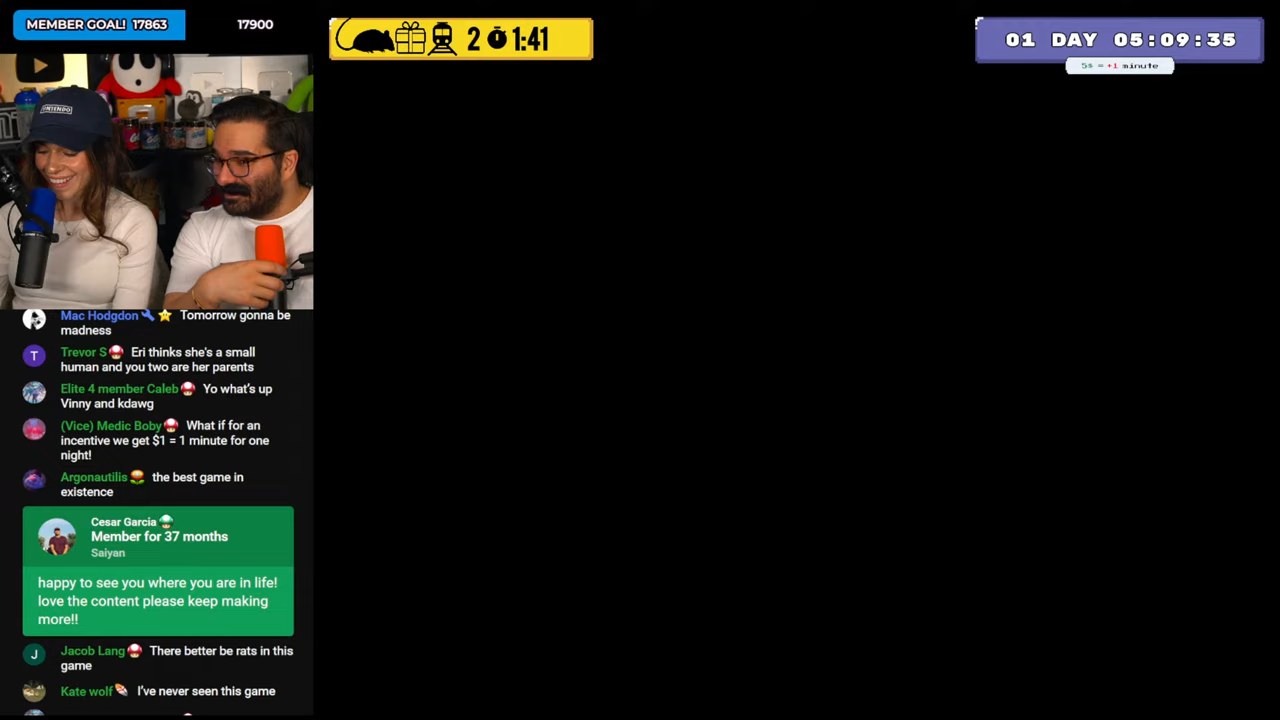 MEMBER GOAL! 17863 17900
2 1:41
01 DAY 05:09:35
5$ = +1 minute
UNTENDO
Mac Hodgdon Tomorrow gonna be
madness
Trevor S Eri thinks she's a small
human and you two are her parents
Elite 4 member Caleb Yo what's up
Vinny and kdawg
(Vice) Medic Boby What if for an
incentive we get $1 = 1 minute for one
night!
Argonautilis the best game in
existence
Cesar Garcia
Member for 37 months
Saiyan
happy to see you where you are in life!
love the content please keep making
more!!
J
Jacob Lang There better be rats in this
game
Kate wolf I've never seen this game
T